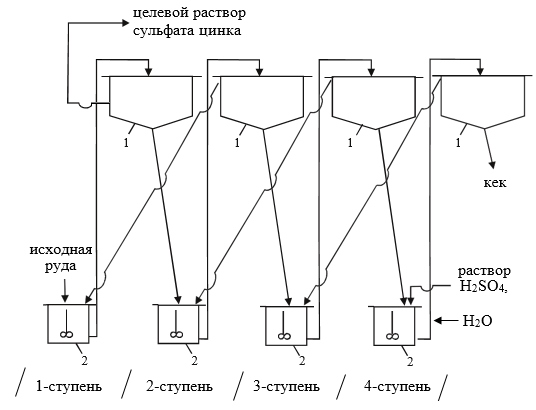 целевой раствор
сульфата цинка
1
1
1
1
кек
исходная
руда
раствор
H2SO4,
H2O
2
2
2
2
1-ступень
2-ступень
3-ступень
4-ступень